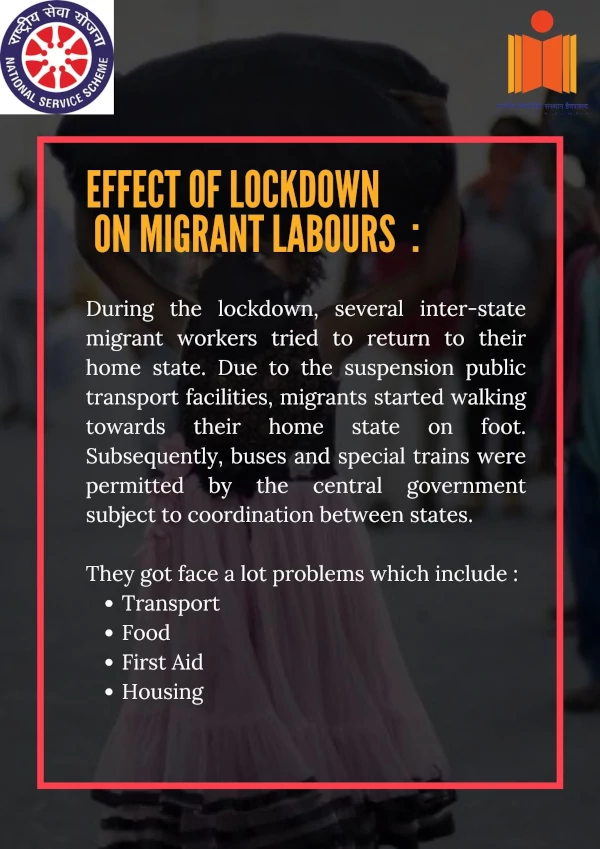 राष्ट्रीय सेवा योजना
NATIONAL SERVICE SCHEME
EFFECT OF LOCKDOWN
ON MIGRANT LABOURS :
During the lockdown, several inter-state
migrant workers tried to return to their
home state. Due to the suspension public
transport facilities, migrants started walking
towards their home state on foot.
Subsequently, buses and special trains were
permitted by the central government
subject to coordination between states.
They got face a lot problems which include :
• Transport
• Food
• First Aid
• Housing